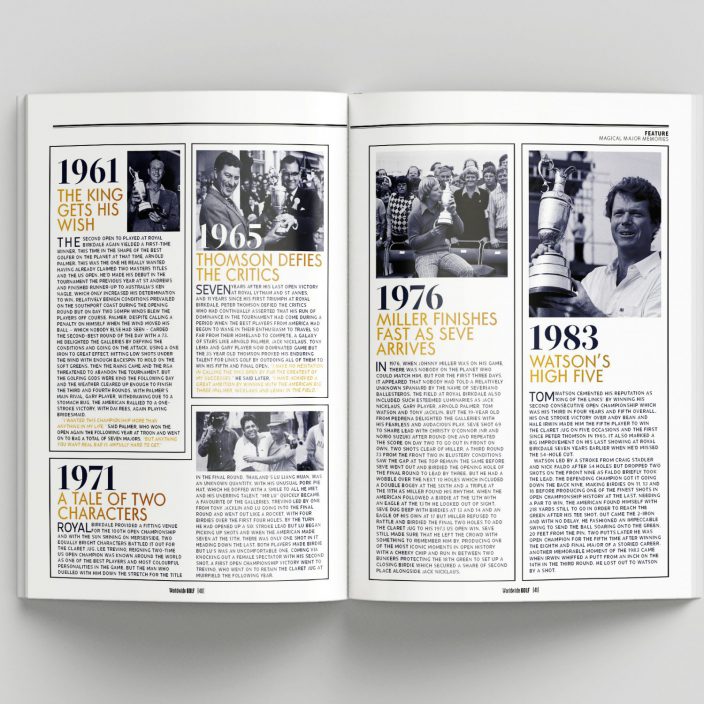 1961
THE KING
GETS HIS
WISH
THE SECOND OPEN TO PLAYED AT ROYAL
BIRKDALE AGAIN YIELDED A FIRST-TIME
WINNER, THIS TIME IN THE SHAPE OF THE BEST
GOLFER ON THE PLANET AT THAT TIME, ARNOLD
PALMER. THIS WAS THE ONE HE REALLY WANTED
HAVING ALREADY CLAIMED TWO MASTERS TITLES
AND THE US OPEN. HE'D MADE HIS DEBUT IN THE
TOURNAMENT THE PREVIOUS YEAR AT ST ANDREWS
AND FINISHED RUNNER-UP TO AUSTRALIA'S KEN
NAGLE, WHICH ONLY INCREASED HIS DETERMINATION
TO WIN. RELATIVELY BENIGN CONDITIONS PREVAILED
ON THE SOUTHPORT COAST DURING THE OPENING
ROUND BUT ON DAY TWO 50MPH WINDS BLEW THE
PLAYERS OFF COURSE. PALMER, DESPITE CALLING A
PENALTY ON HIMSELF WHEN THE WIND MOVED HIS
BALL – WHICH NOBODY ELSE HAD SEEN – CARDED
THE SECOND-BEST ROUND OF THE DAY WITH A 73.
HE DELIGHTED THE GALLERIES BY DEFYING THE
CONDITIONS AND GOING ON THE ATTACK, USING A ONE
IRON TO GREAT EFFECT, HITTING LOW SHOTS UNDER
THE WIND WITH ENOUGH BACKSPIN TO HOLD ON THE
SOFT GREENS. THEN THE RAINS CAME AND THE R&A
THREATENED TO ABANDON THE TOURNAMENT, BUT
THE GOLFING GODS WERE KIND THE FOLLOWING DAY
AND THE WEATHER CLEARED UP ENOUGH TO FINISH
THE THIRD AND FOURTH ROUNDS. WITH PALMER'S
MAIN RIVAL, GARY PLAYER, WITHDRAWING DUE TO A
STOMACH BUG, THE AMERICAN RALLIED TO A ONE-
STROKE VICTORY, WITH DAI REES, AGAIN PLAYING
BRIDESMAID.
"I WANTED THIS CHAMPIONSHIP MORE THAN
ANYTHING IN MY LIFE," SAID PALMER, WHO WON THE
OPEN AGAIN THE FOLLOWING YEAR AT TROON AND WENT
ON TO BAG A TOTAL OF SEVEN MAJORS. "BUT ANYTHING
YOU WANT REAL BAD IS AWFULLY HARD TO GET."
1971
A TALE OF TWO
CHARACTERS
ROYAL BIRKDALE PROVIDED A FITTING VENUE
FOR THE 100TH OPEN CHAMPIONSHIP
AND WITH THE SUN SHINING ON MERSEYSIDE, TWO
EQUALLY BRIGHT CHARACTERS BATTLED IT OUT FOR
THE CLARET JUG. LEE TREVINO, REIGNING TWO-TIME
US OPEN CHAMPION WAS KNOWN AROUND THE WORLD
AS ONE OF THE BEST PLAYERS AND MOST COLOURFUL
PERSONALITIES IN THE GAME. BUT THE MAN WHO
DUELLED WITH HIM DOWN THE STRETCH FOR THE TITLE
1965
THOMSON DEFIES
THE CRITICS
SEVEN YEARS AFTER HIS LAST OPEN VICTORY
AT ROYAL LYTHAM AND ST ANNES,
AND 11 YEARS SINCE HIS FIRST TRIUMPH AT ROYAL
BIRKDALE, PETER THOMSON DEFIED THE CRITICS
WHO HAD CONTINUALLY ASSERTED THAT HIS RUN OF
DOMINANCE IN THE TOURNAMENT HAD COME DURING A
PERIOD WHEN THE BEST PLAYERS FROM AMERICA HAD
BEGUN TO WANE IN THEIR ENTHUSIASM TO TRAVEL SO
FAR FROM THEIR HOMELAND TO COMPETE. A GALAXY
OF STARS LIKE ARNOLD PALMER, JACK NICKLAUS, TONY
LEMA AND GARY PLAYER NOW DOMINATED GAME BUT
THE 35 YEAR OLD THOMSON PROVED HIS ENDURING
TALENT FOR LINKS GOLF BY OUTDOING ALL OF THEM TO
WIN HIS FIFTH AND FINAL OPEN. "I HAVE NO HESITATION
IN CALLING THE
MY SUCCESSES," HE SAID LATER. "I HAVE ACHIEVED A
GREAT AMBITION BY WINNING WITH THE AMERICAN BIG
THREE PALMER, NICKLAUS AND LEMA IN THE FIELD."
IN THE FINAL ROUND, THAILAND'S LU LIANG HUAN, WAS
AN UNKNOWN QUANTITY. WITH HIS UNUSUAL PORK PIE
HAT, WHICH HE DOFFED WITH A SMILE TO ALL HE MET,
AND HIS UNERRING TALENT, "MR LU" QUICKLY BECAME
A FAVOURITE OF THE GALLERIES. TREVINO LED BY ONE
FROM TONY JACKLIN AND LU GOING INTO THE FINAL
ROUND AND WENT OUT LIKE A ROCKET, WITH FOUR
BIRDIES OVER THE FIRST FOUR HOLES. BY THE TURN
HE HAD OPENED UP A SIX STROKE LEAD BUT LU BEGAN
PICKING UP SHOTS AND WHEN THE AMERICAN MADE
SEVEN AT THE 17TH, THERE WAS ONLY ONE SHOT IN IT
HEADING DOWN THE LAST. BOTH PLAYERS MADE BIRDIE
BUT LU'S WAS AN UNCOMFORTABLE ONE, COMING VIA
KNOCKING OUT A FEMALE SPECTATOR WITH HIS SECOND
SHOT. A FIRST OPEN CHAMPIONSHIP VICTORY WENT TO
TREVINO, WHO WENT ON TO RETAIN THE CLARET JUG AT
MUIRFIELD THE FOLLOWING YEAR.
Worldwide GOLF [40]
FEATURE
MAGICAL MAJOR MEMORIES
1976
MILLER FINISHES
FAST AS SEVE
ARRIVES
IN 1976, WHEN JOHNNY MILLER WAS ON HIS GAME,
THERE WAS NOBODY ON THE PLANET WHO
COULD MATCH HIM. BUT FOR THE FIRST THREE DAYS,
IT APPEARED THAT NOBODY HAD TOLD A RELATIVELY
UNKNOWN SPANIARD BY THE NAME OF SEVERIANO
BALLESTEROS. THE FIELD AT ROYAL BIRKDALE ALSO
INCLUDED SUCH ESTEEMED LUMINARIES AS JACK
NICKLAUS, GARY PLAYER, ARNOLD PALMER, TOM
WATSON AND TONY JACKLIN. BUT THE 19-YEAR OLD
FROM PEDRENA DELIGHTED THE GALLERIES WITH
HIS FEARLESS AND AUDACIOUS PLAY. SEVE SHOT 69
TO SHARE LEAD WITH CHRISTY O'CONNOR JNR AND
NORIO SUZUKI AFTER ROUND ONE AND REPEATED
THE SCORE ON DAY TWO TO GO OUT IN FRONT ON
OWN, TWO SHOTS CLEAR OF MILLER. A THIRD ROUND
73 FROM THE FRONT TWO IN BLUSTERY CONDITIONS
SAW THE GAP AT THE TOP REMAIN THE SAME BEFORE
SEVE WENT OUT AND BIRDIED THE OPENING HOLE OF
THE FINAL ROUND TO LEAD BY THREE. BUT HE HAD A
WOBBLE OVER THE NEXT 10 HOLES WHICH INCLUDED
A DOUBLE BOGEY AT THE SIXTH AND A TRIPLE AT
THE 11TH AS MILLER FOUND HIS RHYTHM. WHEN THE
AMERICAN FOLLOWED A BIRDIE AT THE 12TH WITH
AN EAGLE AT THE 13TH HE LOOKED OUT OF SIGHT.
SEVE DUG DEEP WITH BIRDIES AT 13 AND 14 AND AN
EAGLE OF HIS OWN AT 17 BUT MILLER REFUSED TO
RATTLE AND BIRDIED THE FINAL TWO HOLES TO ADD
THE CLARET JUG TO HIS 1973 US OPEN WIN. SEVE
STILL MADE SURE THAT HE LEFT THE CROWD WITH
SOMETHING TO REMEMBER HIM BY, PRODUCING ONE
OF THE MOST ICONIC MOMENTS IN OPEN HISTORY
WITH A CHEEKY CHIP AND RUN IN BETWEEN TWO
BUNKERS PROTECTING THE 18TH GREEN TO SET UP A
CLOSING BIRDIE WHICH SECURED A SHARE OF SECOND
PLACE ALONGSIDE JACK NICKLAUS.
1983
WATSON'S
HIGH FIVE
TOM WATSON CEMENTED HIS REPUTATION AS
'KING OF THE LINKS' BY WINNING HIS
SECOND CONSECUTIVE OPEN CHAMPIONSHIP WHICH
WAS HIS THIRD IN FOUR YEARS AND FIFTH OVERALL.
HIS ONE STROKE VICTORY OVER ANDY BEAN AND
HALE IRWIN MADE HIM THE FIFTH PLAYER TO WIN
THE CLARET JUG ON FIVE OCCASIONS AND THE FIRST
SINCE PETER THOMSON IN 1965. IT ALSO MARKED A
BIG IMPROVEMENT ON HIS LAST SHOWING AT ROYAL
BIRKDALE SEVEN YEARS EARLIER WHEN HE'D MISSED
THE 54-HOLE CUT.
WATSON LED BY A STROKE FROM CRAIG STADLER
AND NICK FALDO AFTER 54 HOLES BUT DROPPED TWO
SHOTS ON THE FRONT NINE AS FALDO BRIEFLY TOOK
THE LEAD. THE DEFENDING CHAMPION GOT IT GOING
DOWN THE BACK NINE, MAKING BIRDIES ON 11, 13 AND
16 BEFORE PRODUCING ONE OF THE FINEST SHOTS IN
OPEN CHAMPIONSHIP HISTORY AT THE LAST. NEEDING
A PAR TO WIN, THE AMERICAN FOUND HIMSELF WITH
218 YARDS STILL TO GO IN ORDER TO REACH THE
GREEN AFTER HIS TEE SHOT. OUT CAME THE 2-IRON
AND WITH NO DELAY, HE FASHIONED AN IMPECCABLE
SWING TO SEND THE BALL SOARING ONTO THE GREEN
20 FEET FROM THE PIN. TWO PUTTS LATER HE WAS
OPEN CHAMPION FOR THE FIFTH TIME AFTER WINNING
THE EIGHTH AND FINAL MAJOR OF A STORIED CAREER.
ANOTHER MEMORABLE MOMENT OF THE 1983 CAME
WHEN IRWIN WHIFFED A PUTT FROM AN INCH ON THE
14TH IN THE THIRD ROUND. HE LOST OUT TO WATSON
BY A SHOT.
Worldwide GOLF [41]